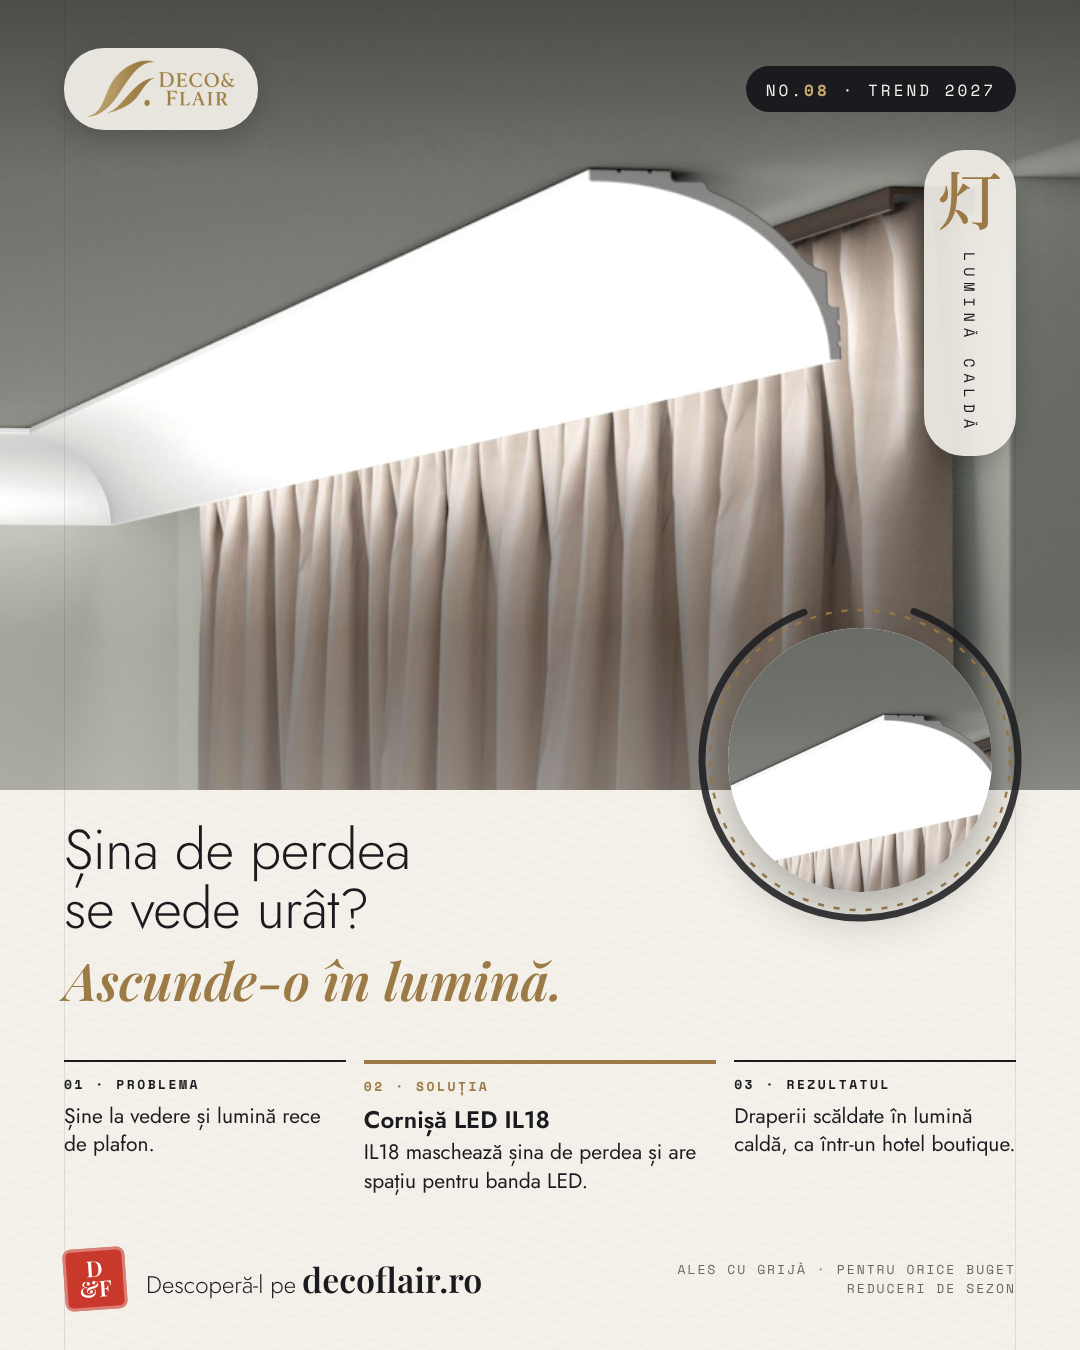 DECO&
FLAIR
NO.08 · TREND 2027
灯
LUMINĂ CALDĂ
Șina de perdea
se vede urât?
Ascunde-o în lumină.
01 · PROBLEMA
Șine la vedere și lumină rece
de plafon.
02 · SOLUȚIA
Cornișă LED IL18
IL18 maschează șina de perdea și are
spațiu pentru banda LED.
03 · REZULTATUL
Draperii scăldate în lumină
caldă, ca într-un hotel boutique.
D
&F
Descoperă-l pe decoflair.ro
ALES CU GRIJĂ · PENTRU ORICE BUGET
REDUCERI DE SEZON